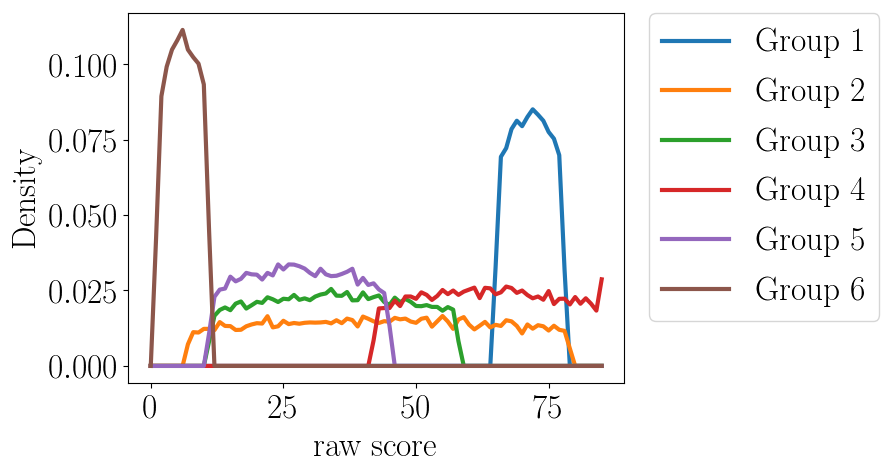 0.100
0.075
0.050
0.025
0.000
Density
0
25
50
75
raw score
Group 1
Group 2
Group 3
Group 4
Group 5
Group 6